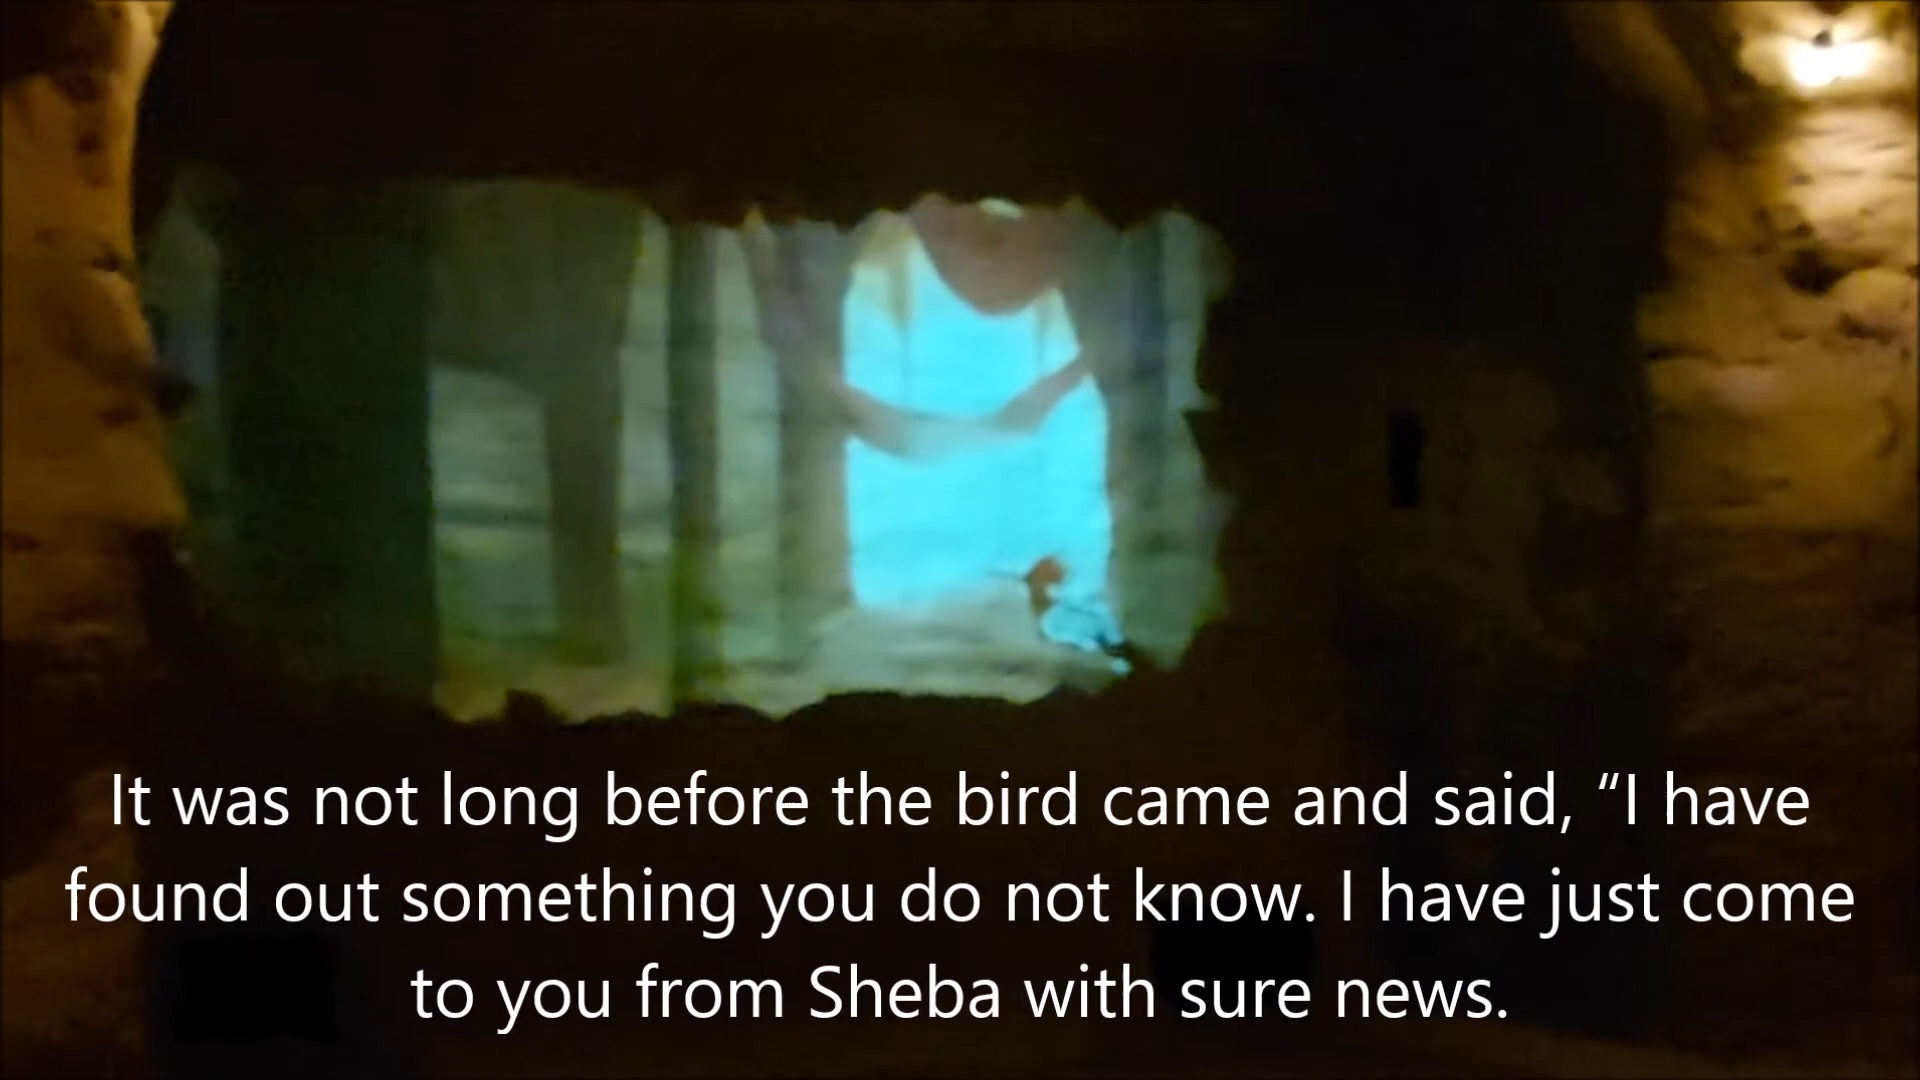 It was not long before the bird came and said, “I have
found out something you do not know. I have just come
to you from Sheba with sure news.